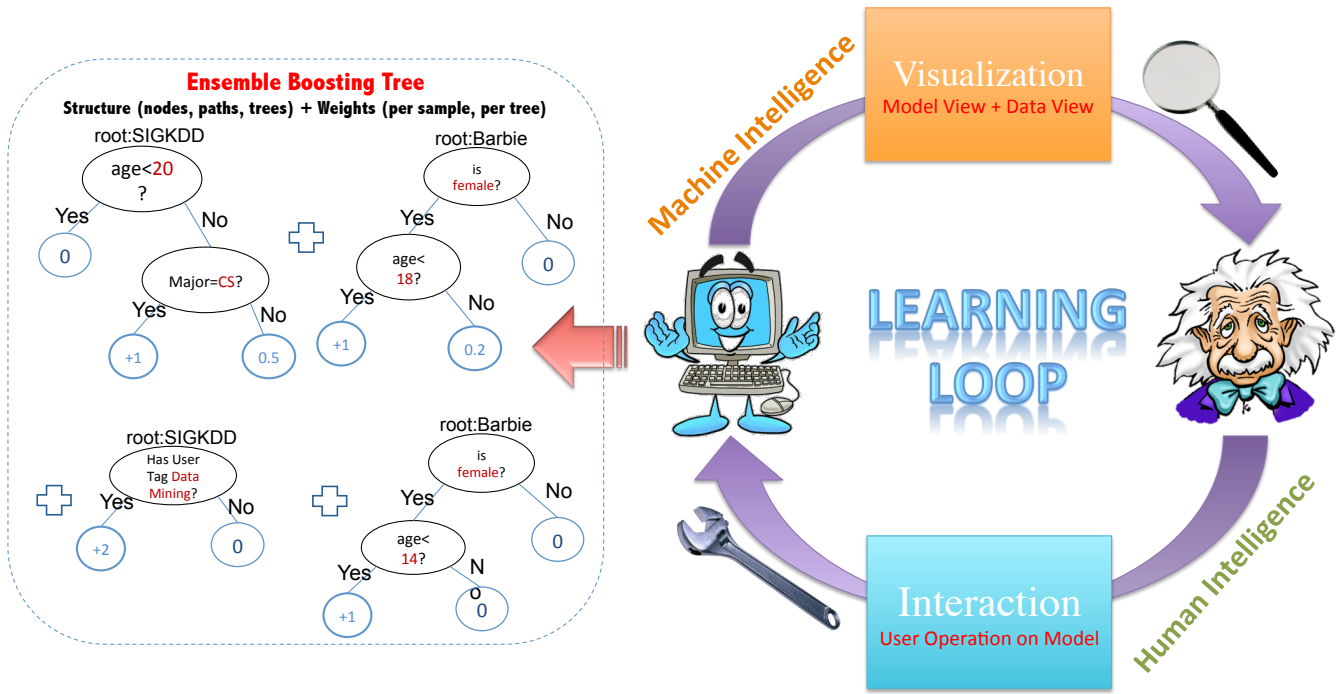 Ensemble Boosting Tree
Structure (nodes, paths, trees) + Weights (per sample, per tree)
root:SIGKDD
age<20
?
Yes
No
0
Major=CS?
Yes
No
+1
0.5
root:Barbie
is
female?
Yes
No
age<
18?
0
Yes
No
+1
0.2
root:SIGKDD
Has User
Tag Data
Mining?
Yes
No
+2
0
root:Barbie
is
female?
Yes
No
age<
14?
0
Yes
N
o
+1
0
Machine Intelligence
Visualization
Model View + Data View
LEARNING
LOOP
Interaction
User Operation on Model
Human Intelligence